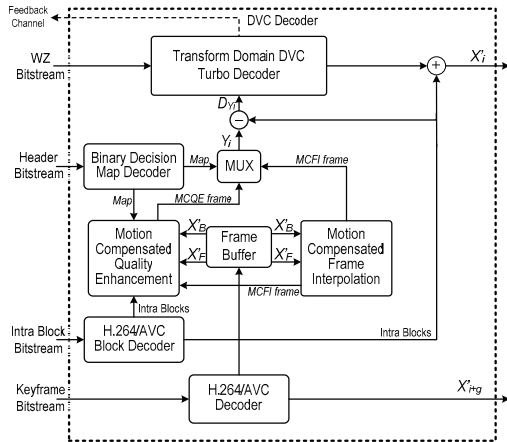 Feedback
Channel
DVC Decoder
WZ
Bitstream
Transform Domain DVC
Turbo Decoder
+
X'i
DYi
−
Yi
Header
Bitstream
Binary Decision
Map Decoder
Map
MUX
MCFI frame
Map
MCQE frame
Motion
Compensated
Quality
Enhancement
X'B
X'F
Frame
Buffer
X'B
X'F
Motion
Compensated
Frame
Interpolation
MCFI frame
Intra Blocks
Intra Block
Bitstream
H.264/AVC
Block Decoder
Intra Blocks
Keyframe
Bitstream
H.264/AVC
Decoder
X'i+g